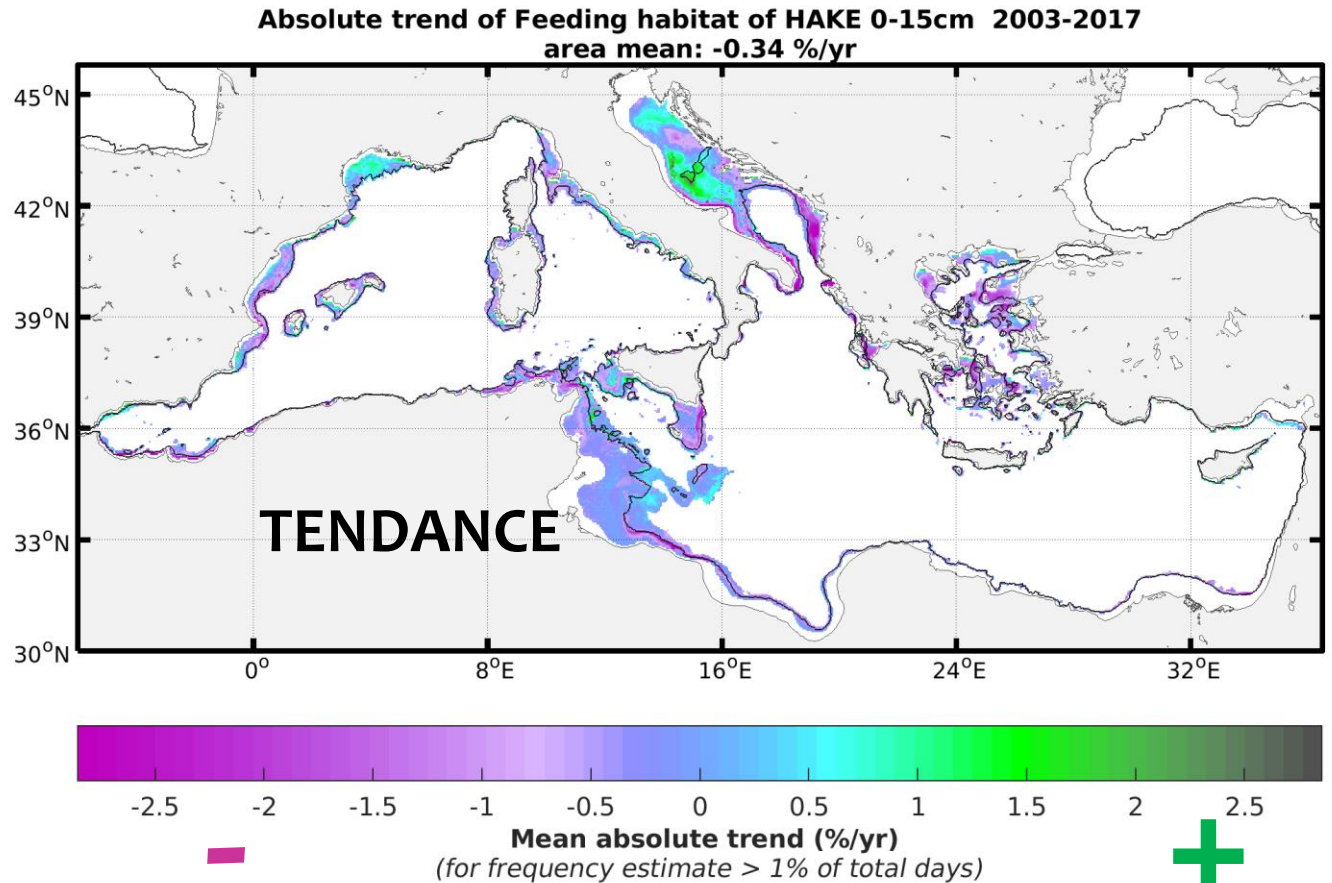 Absolute trend of Feeding habitat of HAKE 0-15cm 2003-2017
area mean: -0.34 %/yr
45°N
42°N
39°N
36°N
33°N
30°N
TENDANCE
0° 8°E 16°E 24°E 32°E
-2.5 -2 -1.5 -1 -0.5 0 0.5 1 1.5 2 2.5
Mean absolute trend (%/yr)
(for frequency estimate > 1% of total days)